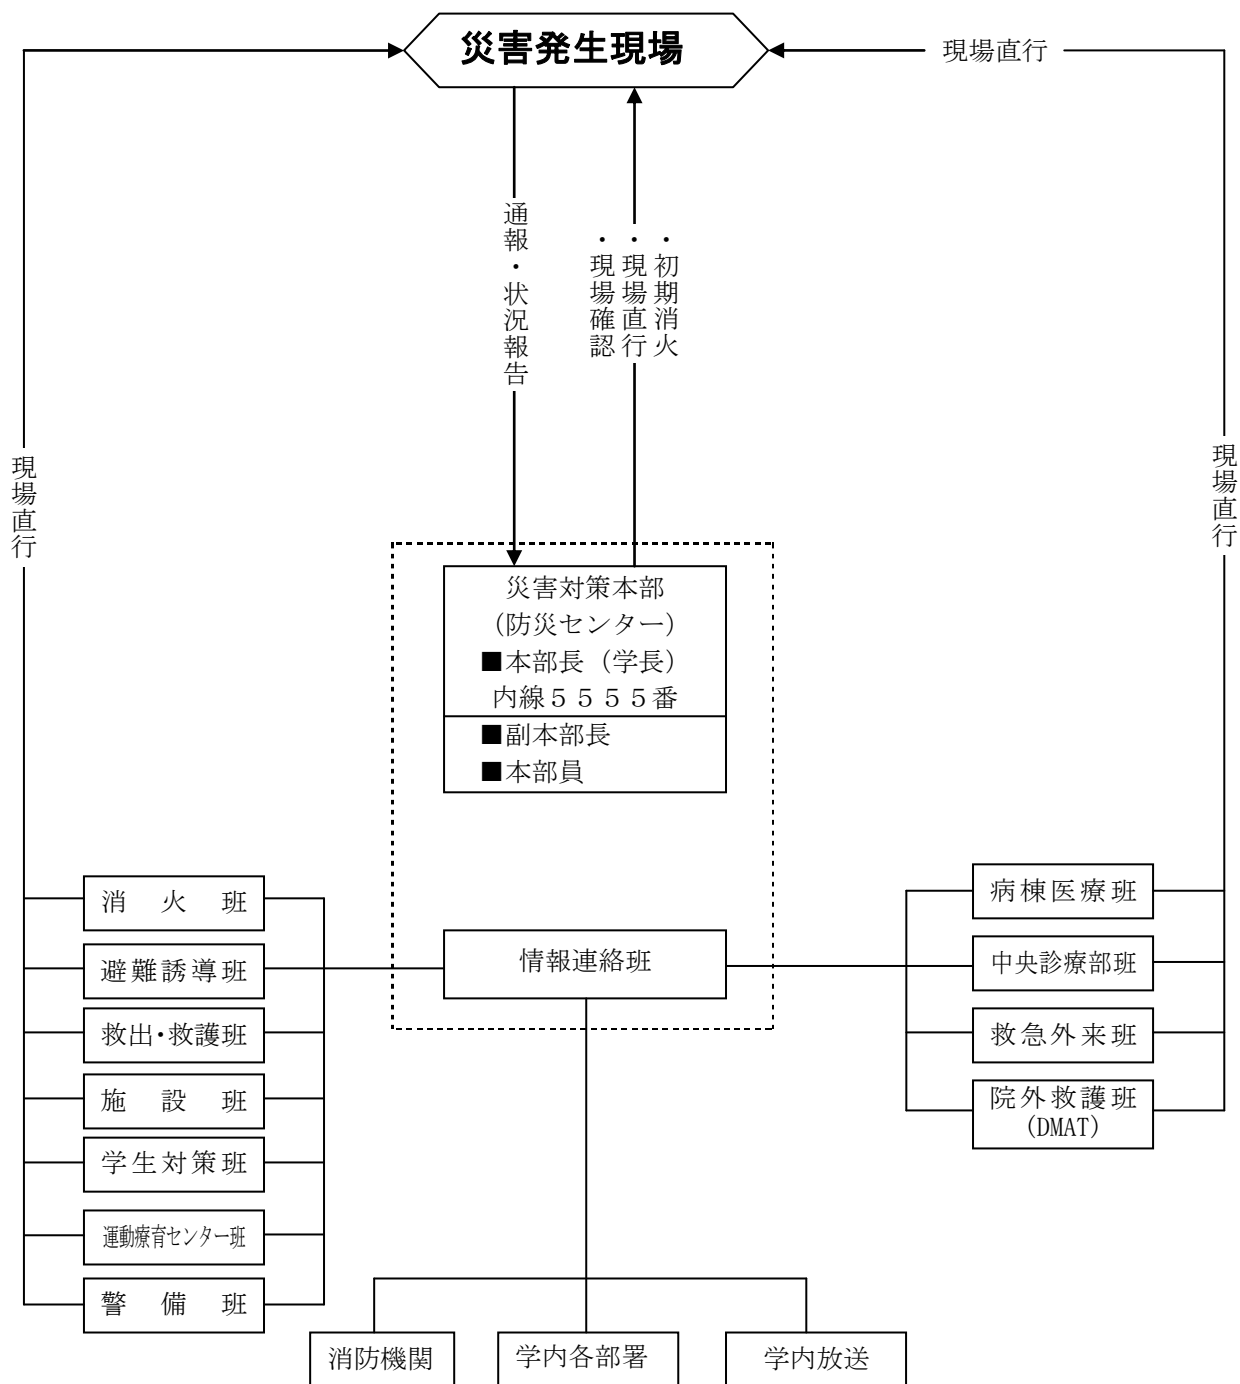 災害発生現場
現場直行
通報・状況報告
・初期消火
・現場直行
・現場確認
現場直行
現場直行
災害対策本部
（防災センター）
■本部長（学長）
内線５５５５番
■副本部長
■本部員
消　火　班
避難誘導班
救出・救護班
施　設　班
学生対策班
運動療育センター班
警　備　班
情報連絡班
病棟医療班
中央診療部班
救急外来班
院外救護班
(DMAT)
消防機関
学内各部署
学内放送